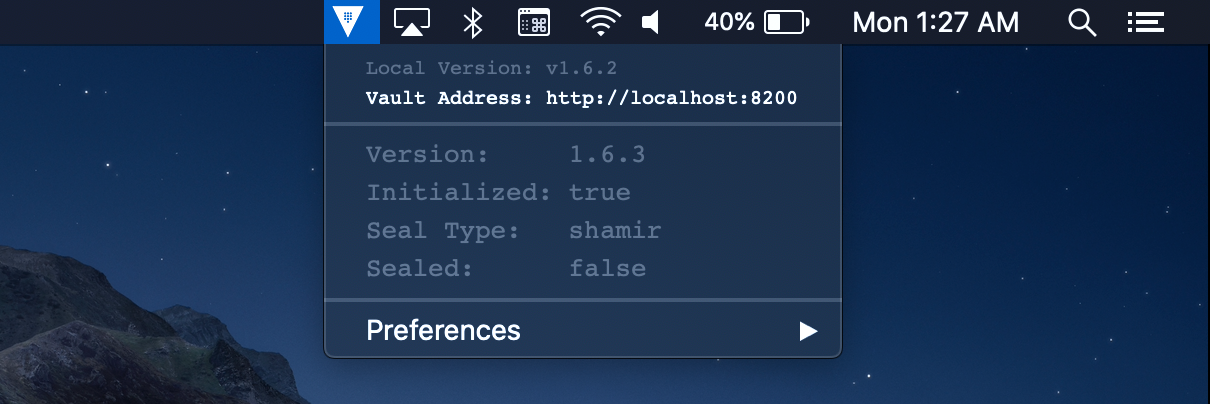 40% Mon 1:27 AM
Local Version: v1.6.2
Vault Address: http://localhost:8200
Version: 1.6.3
Initialized: true
Seal Type: shamir
Sealed: false
Preferences